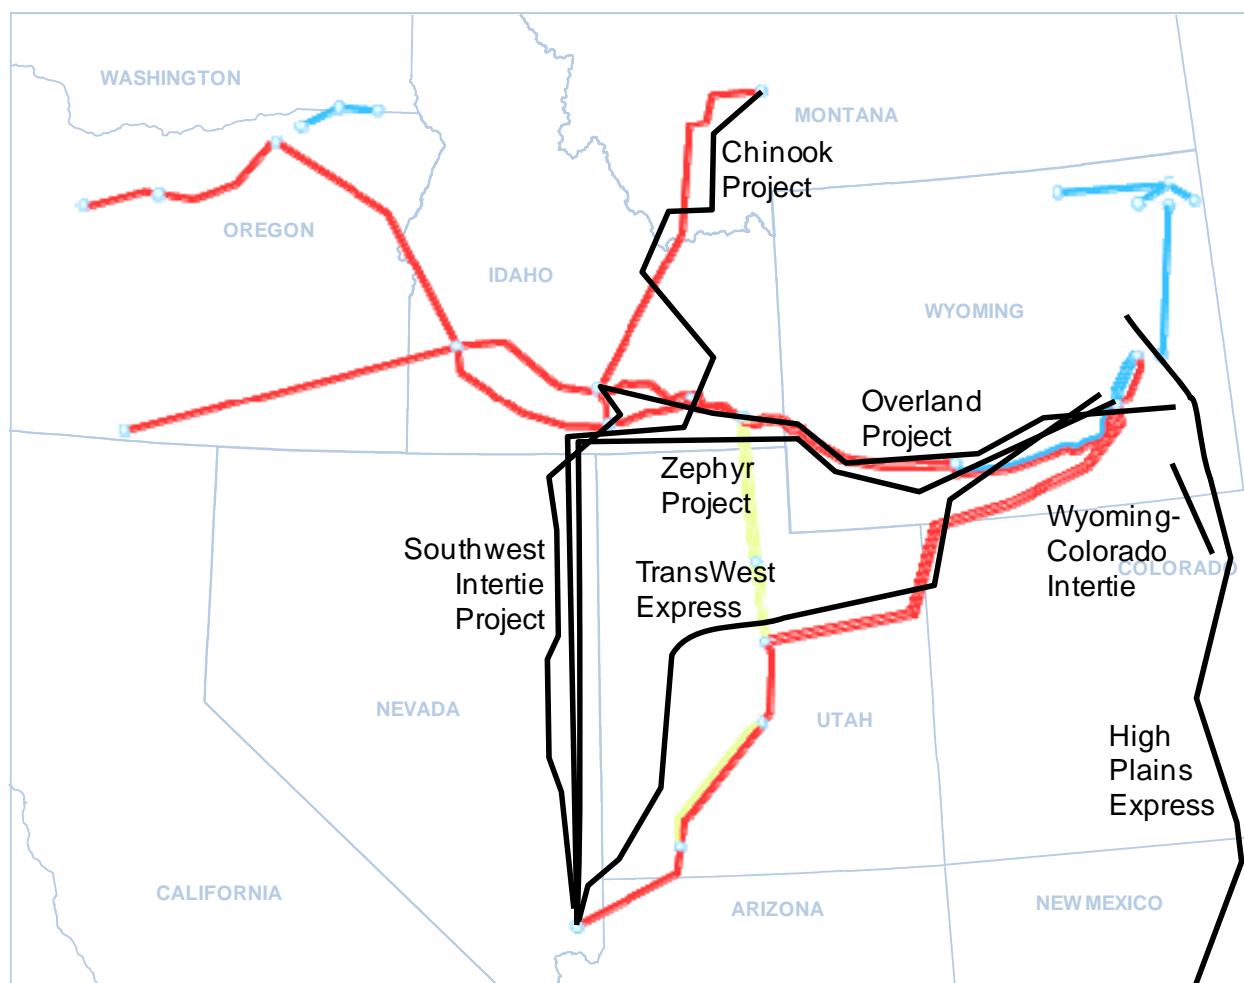 WASHINGTON
MONTANA
Chinook
Project
OREGON
IDAHO
WYOMING
Overland
Project
Zephyr
Project
Southwest
Intertie
Project
TransWest
Express
Wyoming-
Colorado
Intertie
COLORADO
NEVADA
UTAH
High
Plains
Express
CALIFORNIA
ARIZONA
NEW MEXICO